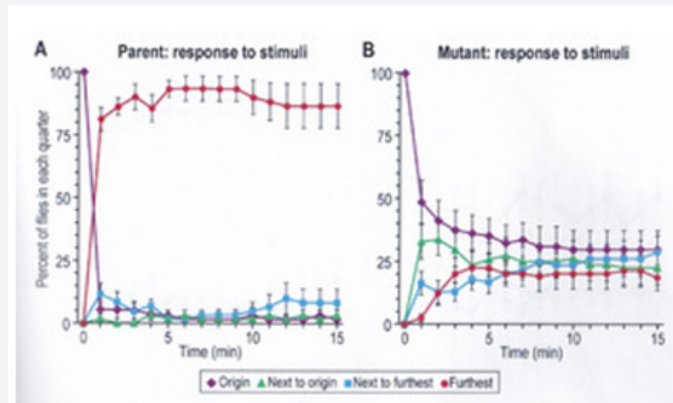 A
Parent: response to stimuli
Percent of flies in each quarter
100
75
50
25
0
0
5
10
15
Time (min)
B
Mutant: response to stimuli
100
75
50
25
0
0
5
10
15
Time (min)
Origin Next to origin Next to furthest Furthest